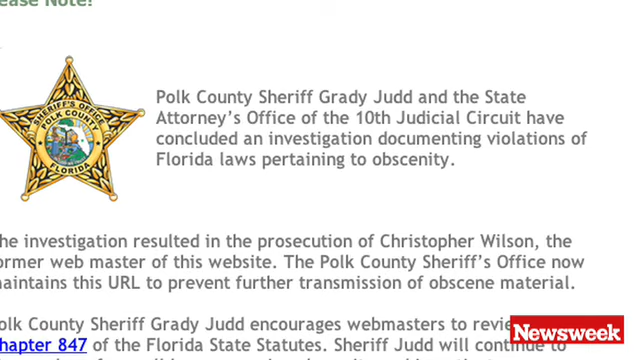 ease Note!
SHERIFF'S OFFICE
POLK COUNTY
FLORIDA
Polk County Sheriff Grady Judd and the State
Attorney's Office of the 10th Judicial Circuit have
concluded an investigation documenting violations of
Florida laws pertaining to obscenity.
he investigation resulted in the prosecution of Christopher Wilson, the
ormer web master of this website. The Polk County Sheriff's Office now
maintains this URL to prevent further transmission of obscene material.
olk County Sheriff Grady Judd encourages webmasters to revie
hapter 847 of the Florida State Statutes. Sheriff Judd will continue to
Newsweek